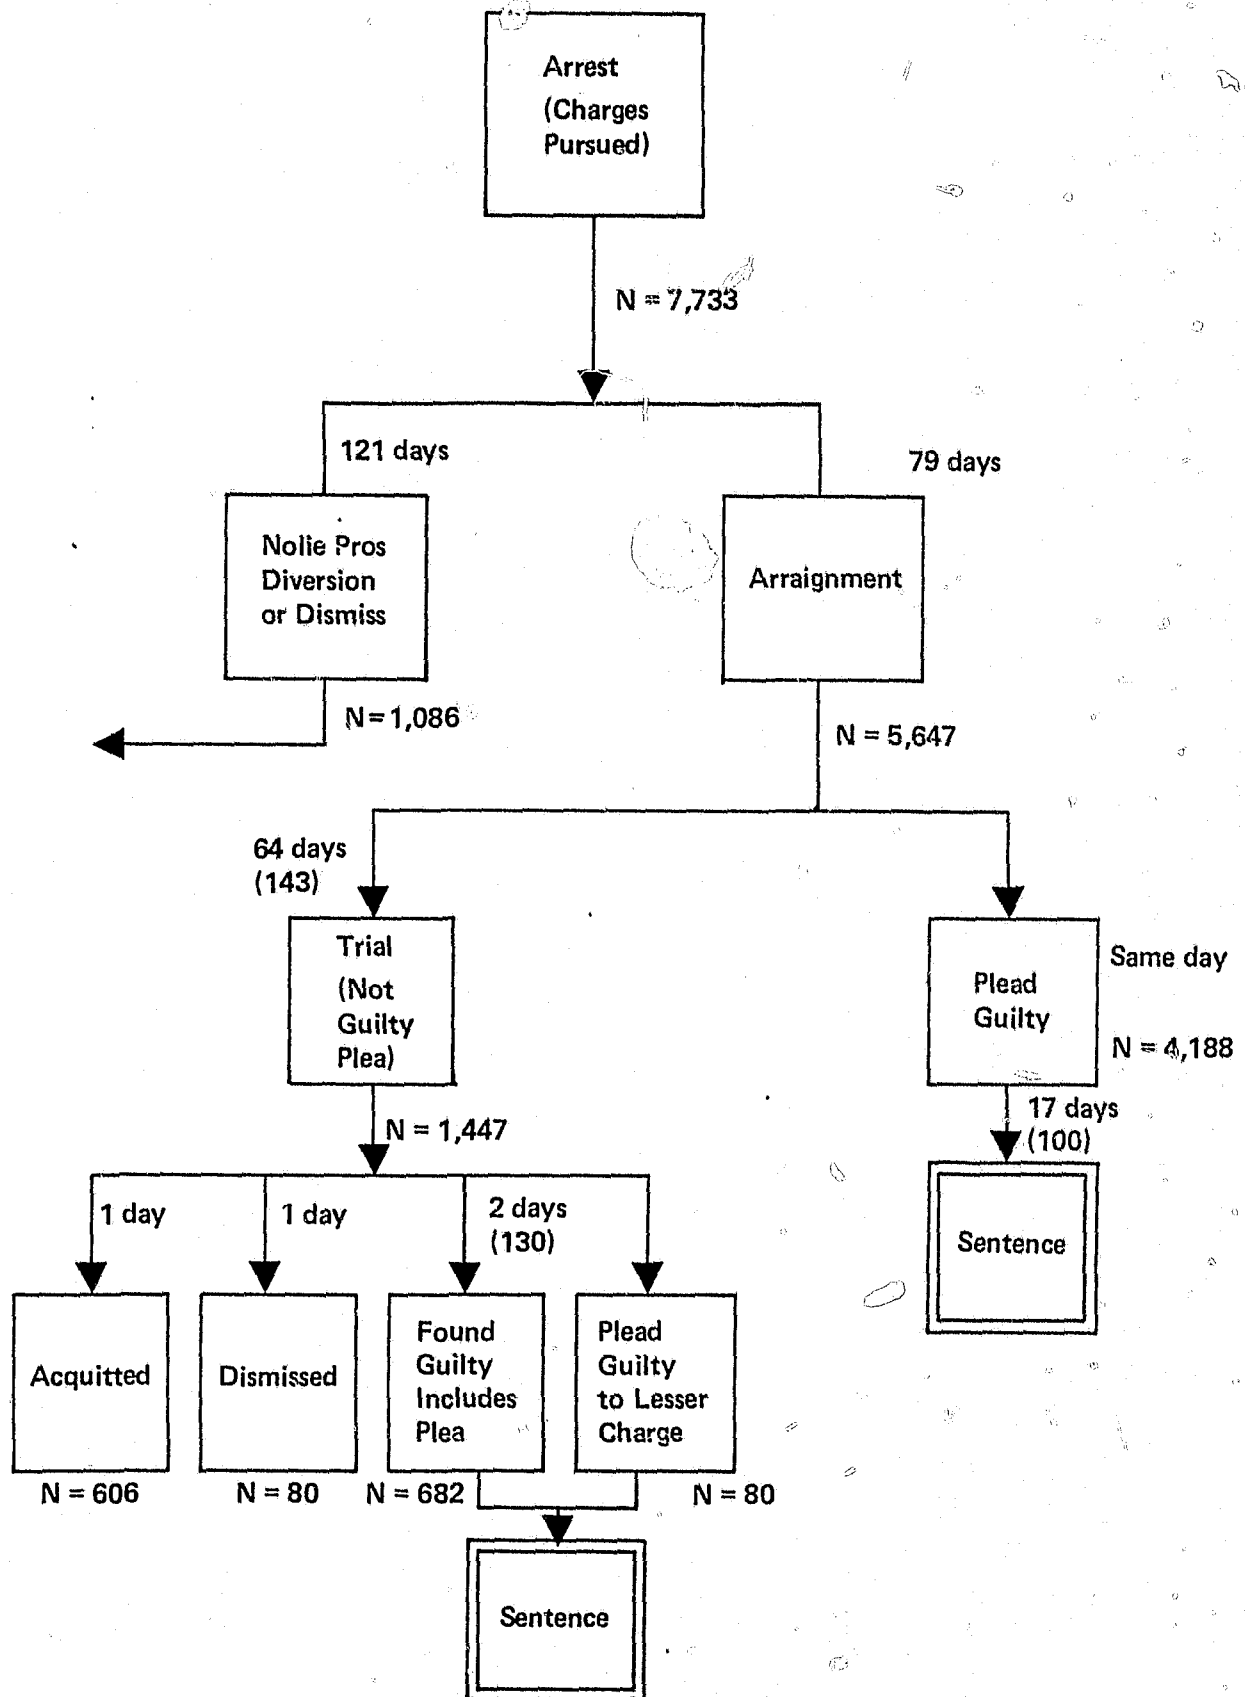 Arrest
(Charges
Pursued)
N = 7,733
121 days
79 days
Nolie Pros
Diversion
or Dismiss
Arraignment
N = 1,086
N = 5,647
64 days
(143)
Trial
(Not
Guilty
Plea)
Plead
Guilty
Same day
N = 4,188
N = 1,447
17 days
(100)
1 day
1 day
2 days
(130)
Sentence
Acquitted
Dismissed
Found
Guilty
Includes
Plea
Plead
Guilty
to Lesser
Charge
N = 606
N = 80
N = 682
N = 80
Sentence